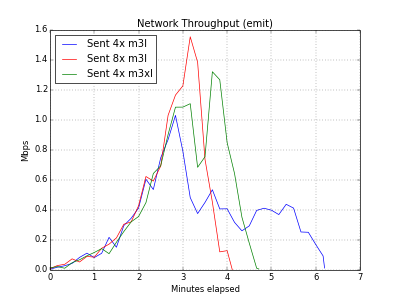 Network Throughput (emit)
Sent 4x m3l
Sent 8x m3l
Sent 4x m3xl
Mbps
1.6
1.4
1.2
1.0
0.8
0.6
0.4
0.2
0.0
0 1 2 3 4 5 6 7
Minutes elapsed